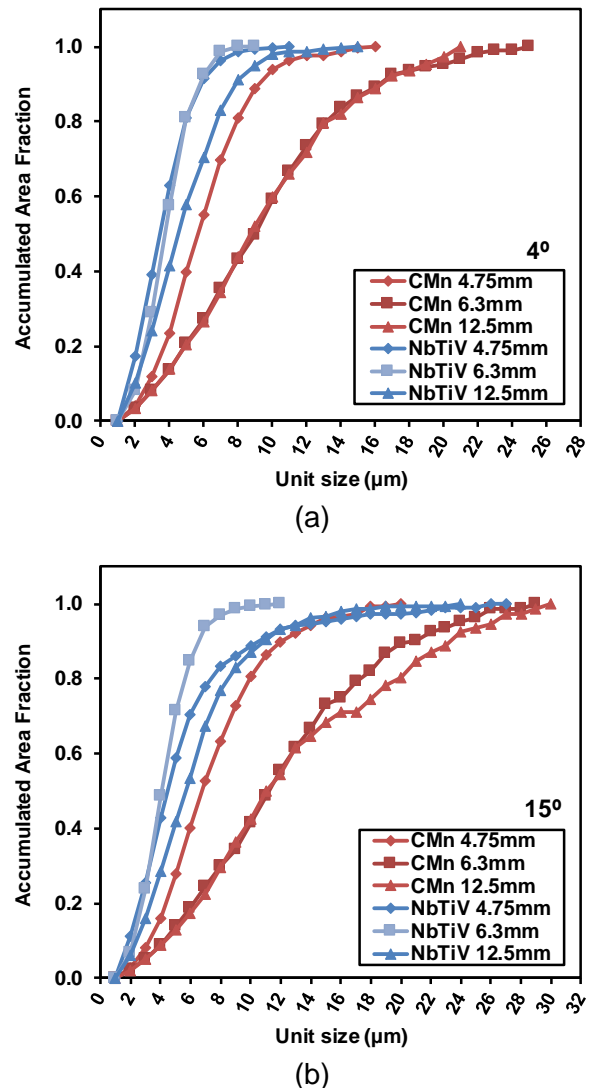 1.0
0.8
0.6
0.4
0.2
0.0
Accumulated Area Fraction
4º
CMn 4.75mm
CMn 6.3mm
CMn 12.5mm
NbTiV 4.75mm
NbTiV 6.3mm
NbTiV 12.5mm
0 2 4 6 8 10 12 14 16 18 20 22 24 26 28
Unit size (µm)
(a)
1.0
0.8
0.6
0.4
0.2
0.0
Accumulated Area Fraction
15º
CMn 4.75mm
CMn 6.3mm
CMn 12.5mm
NbTiV 4.75mm
NbTiV 6.3mm
NbTiV 12.5mm
0 2 4 6 8 10 12 14 16 18 20 22 24 26 28 30 32
Unit size (µm)
(b)